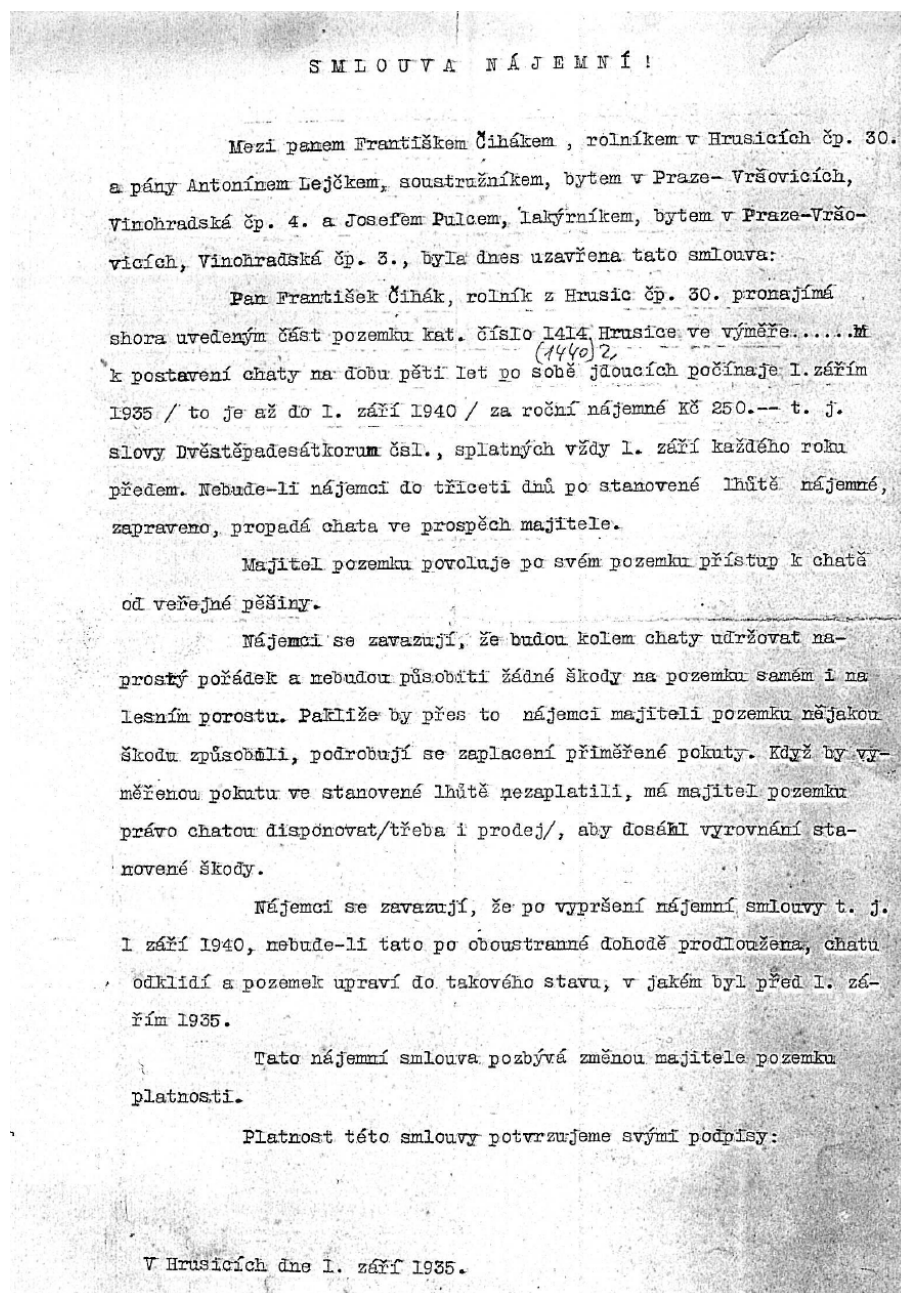 SMLOUVA NÁJEMNÍ!
Mezi panem Františkem Čihákem , rolníkem v Hrusicích čp. 30.
a pány Antonínem Lejčkem, soustružníkem, bytem v Praze- Vršovicích,
Vinohradská čp. 4. a Josefem Pulcem, lakýrníkem, bytem v Praze-Vršo-
vicích, Vinohradská čp. 3., byla dnes uzavřena tato smlouva:
Pan František Čihák, rolník z Hrusic čp. 30. pronajímá
shora uvedeným část pozemku kat. číslo 1414 Hrusice ve výměře......M
(1440) 2
k postavení chaty na dobu pěti let po sobě jdoucích počínaje 1. zářím
1935 / to je až do 1. září 1940 / za roční nájemné Kč 250.-- t. j.
slovy Dvěstěpadesátkorum čsl., splatných vždy 1. září každého roku
předem. Nebude-li nájemci do třiceti dnů po stanovené lhůtě nájemné,
zapraveno, propadá chata ve prospěch majitele.
Majitel pozemku povoluje po svém pozemku přístup k chatě
od veřejné pěšiny.
Nájemci se zavazují, že budou kolem chaty udržovat na-
prostý pořádek a nebudou působiti žádné škody na pozemku samém i na
lesním porostu. Pakliže by přes to nájemci majiteli pozemku nějakou
škodu způsobili, podrobují se zaplacení přiměřené pokuty. Když by vy-
měřenou pokutu ve stanovené lhůtě nezaplatili, má majitel pozemku
právo chatou disponovat/třeba i prodej/, aby dosáhl vyrovnání sta-
novené škody.
Nájemci se zavazují, že po vypršení nájemní smlouvy t. j.
1 září 1940, nebude-li tato po oboustranné dohodě prodloužena, chatu
odklidí a pozemek upraví do takového stavu, v jakém byl před 1. zá-
řím 1935.
Tato nájemní smlouva pozbývá změnou majitele pozemku
platnosti.
Platnost této smlouvy potvrzujeme svými podpisy:
V Hrusicích dne 1. září 1935.